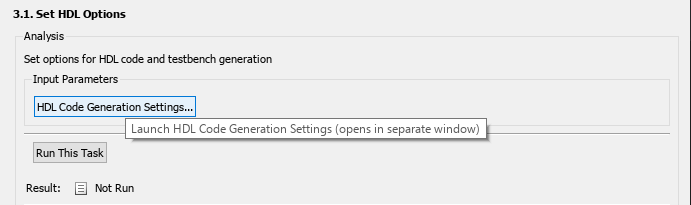 3.1. Set HDL Options
Analysis
Set options for HDL code and testbench generation
Input Parameters
HDL Code Generation Settings...
Launch HDL Code Generation Settings (opens in separate window)
Run This Task
Result: Not Run